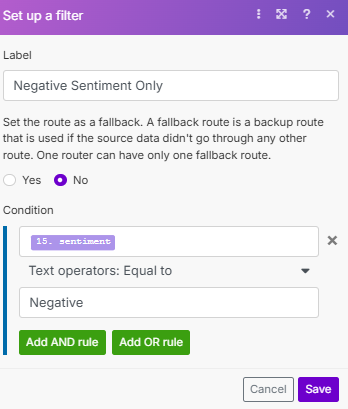 Set up a filter
Label
Negative Sentiment Only
Set the route as a fallback. A fallback route is a backup route
that is used if the source data didn't go through any other
route. One router can have only one fallback route.
Yes No
Condition
15. sentiment
Text operators: Equal to
Negative
Add AND rule Add OR rule
Cancel Save